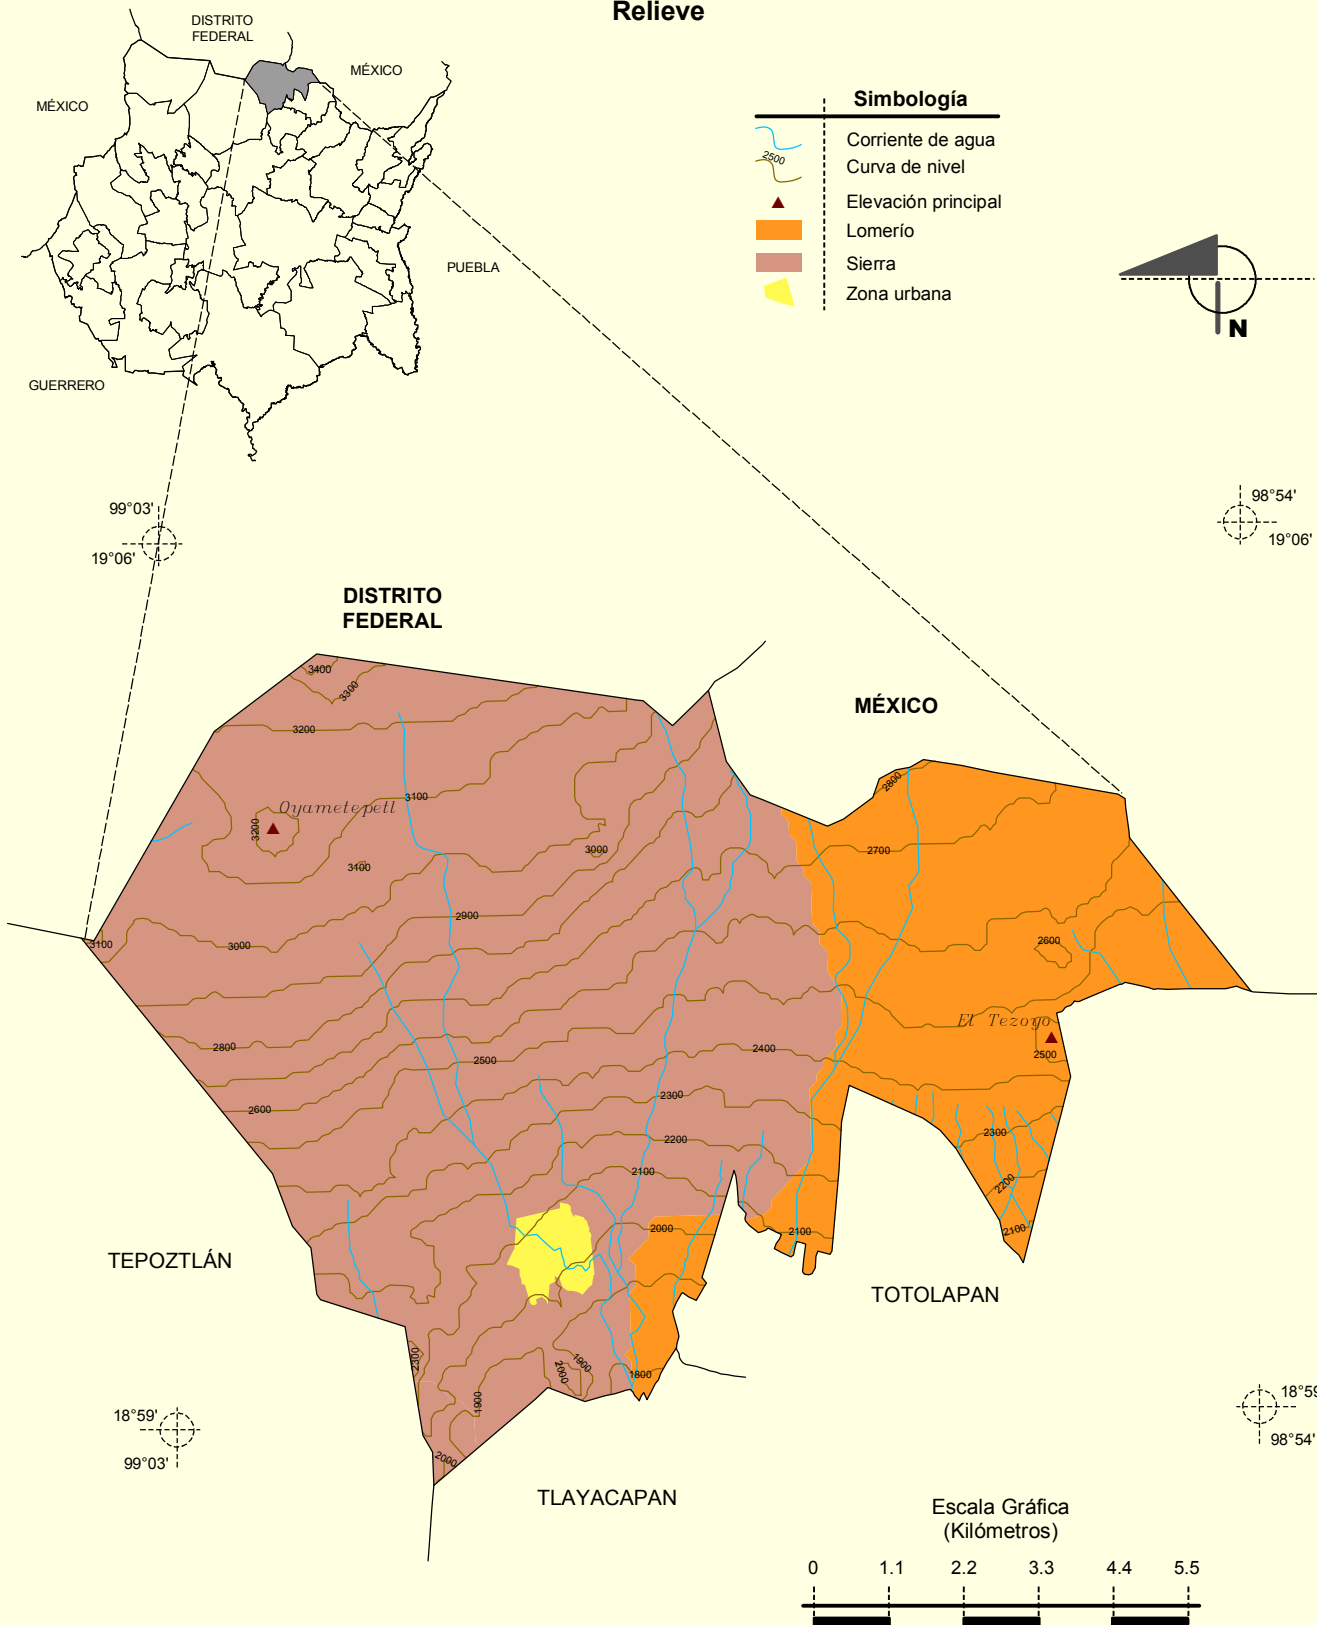 Relieve
DISTRITO
FEDERAL
MÉXICO
MÉXICO
PUEBLA
GUERRERO
Simbología
Corriente de agua
2500
Curva de nivel
Elevación principal
Lomerío
Sierra
Zona urbana
N
99°03'
19°06'
98°54'
19°06'
DISTRITO
FEDERAL
MÉXICO
3400
3300
3200
3100
2800
Oyametepetl
3200
3100
3000
2700
2900
3100
3000
2600
El Tezoyo
2500
2800
2500
2400
2600
2300
2200
2300
2100
2200
2000
2100
2100
TEPOZTLÁN
TOTOLAPAN
2300
2000
1900
1800
1900
2000
18°59'
99°03'
18°59
98°54'
TLAYACAPAN
Escala Gráfica
(Kilómetros)
0 1.1 2.2 3.3 4.4 5.5